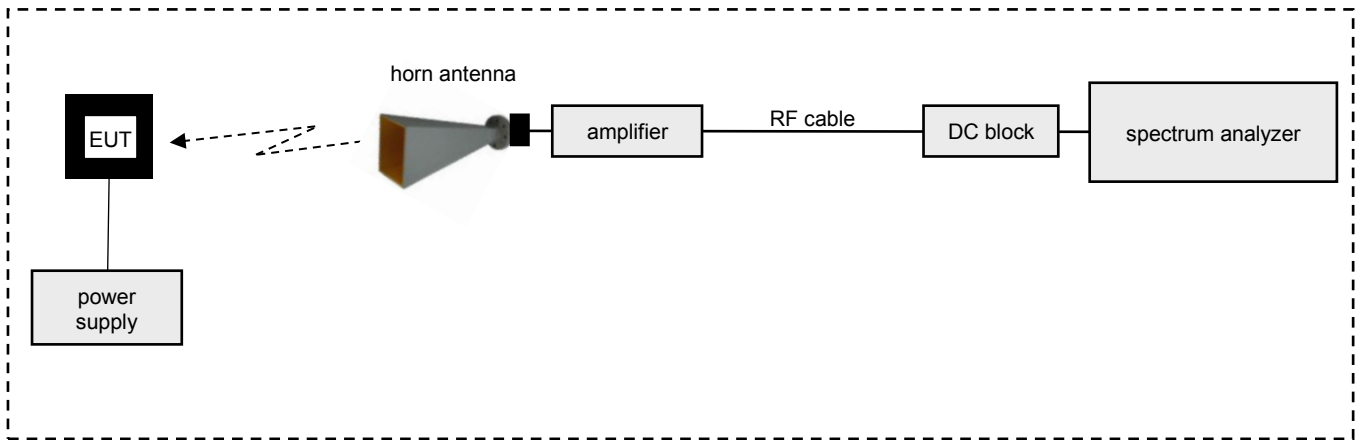 horn antenna
EUT
amplifier
RF cable
DC block
spectrum analyzer
power
supply